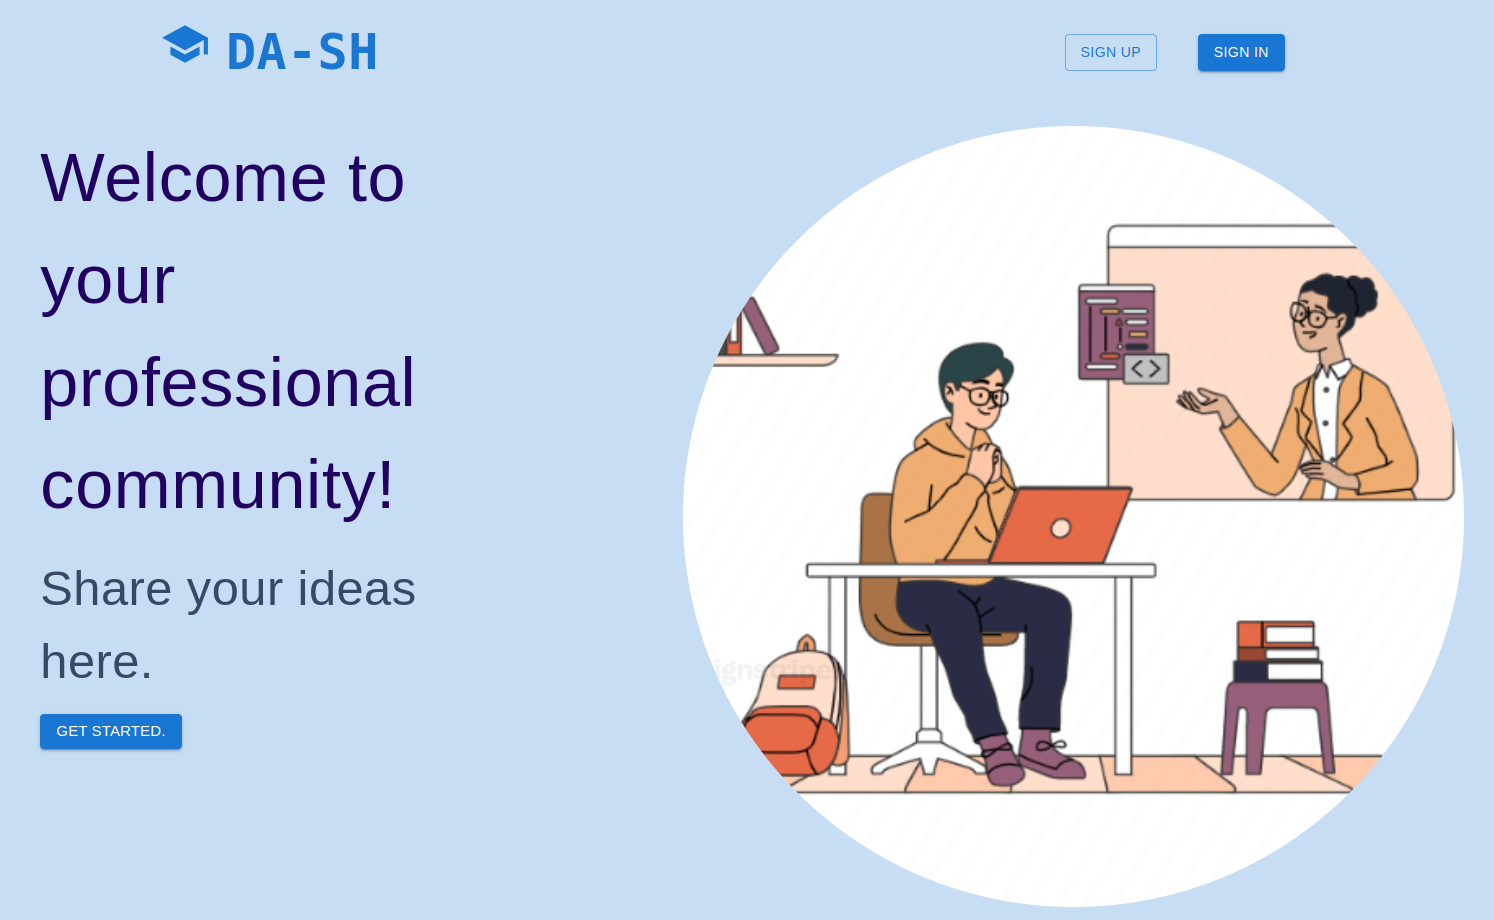 DA-SH
SIGN UP
SIGN IN
Welcome to
your
professional
community!
Share your ideas
here.
GET STARTED.
< >
ignstripe